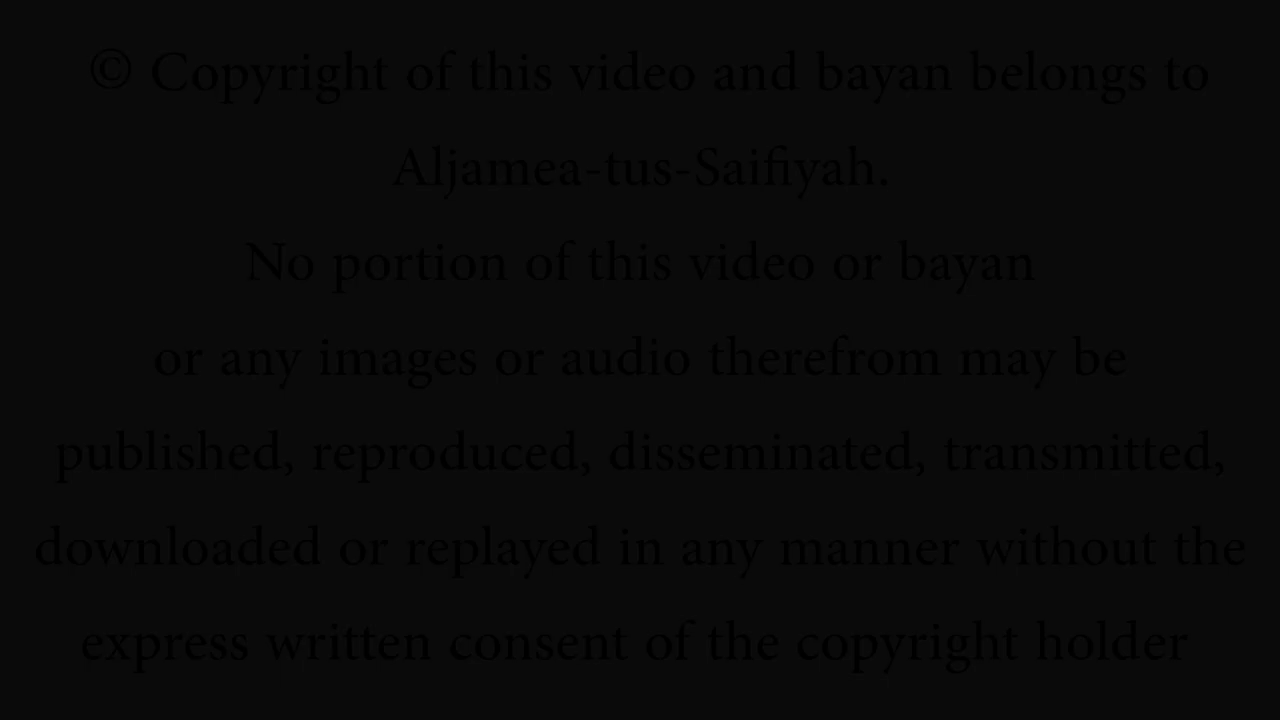 © Copyright of this video and bayan belongs to
Aljamea-tus-Saifiyah.
No portion of this video or bayan
or any images or audio therefrom may be
published, reproduced, disseminated, transmitted,
downloaded or replayed in any manner without the
express written consent of the copyright holder